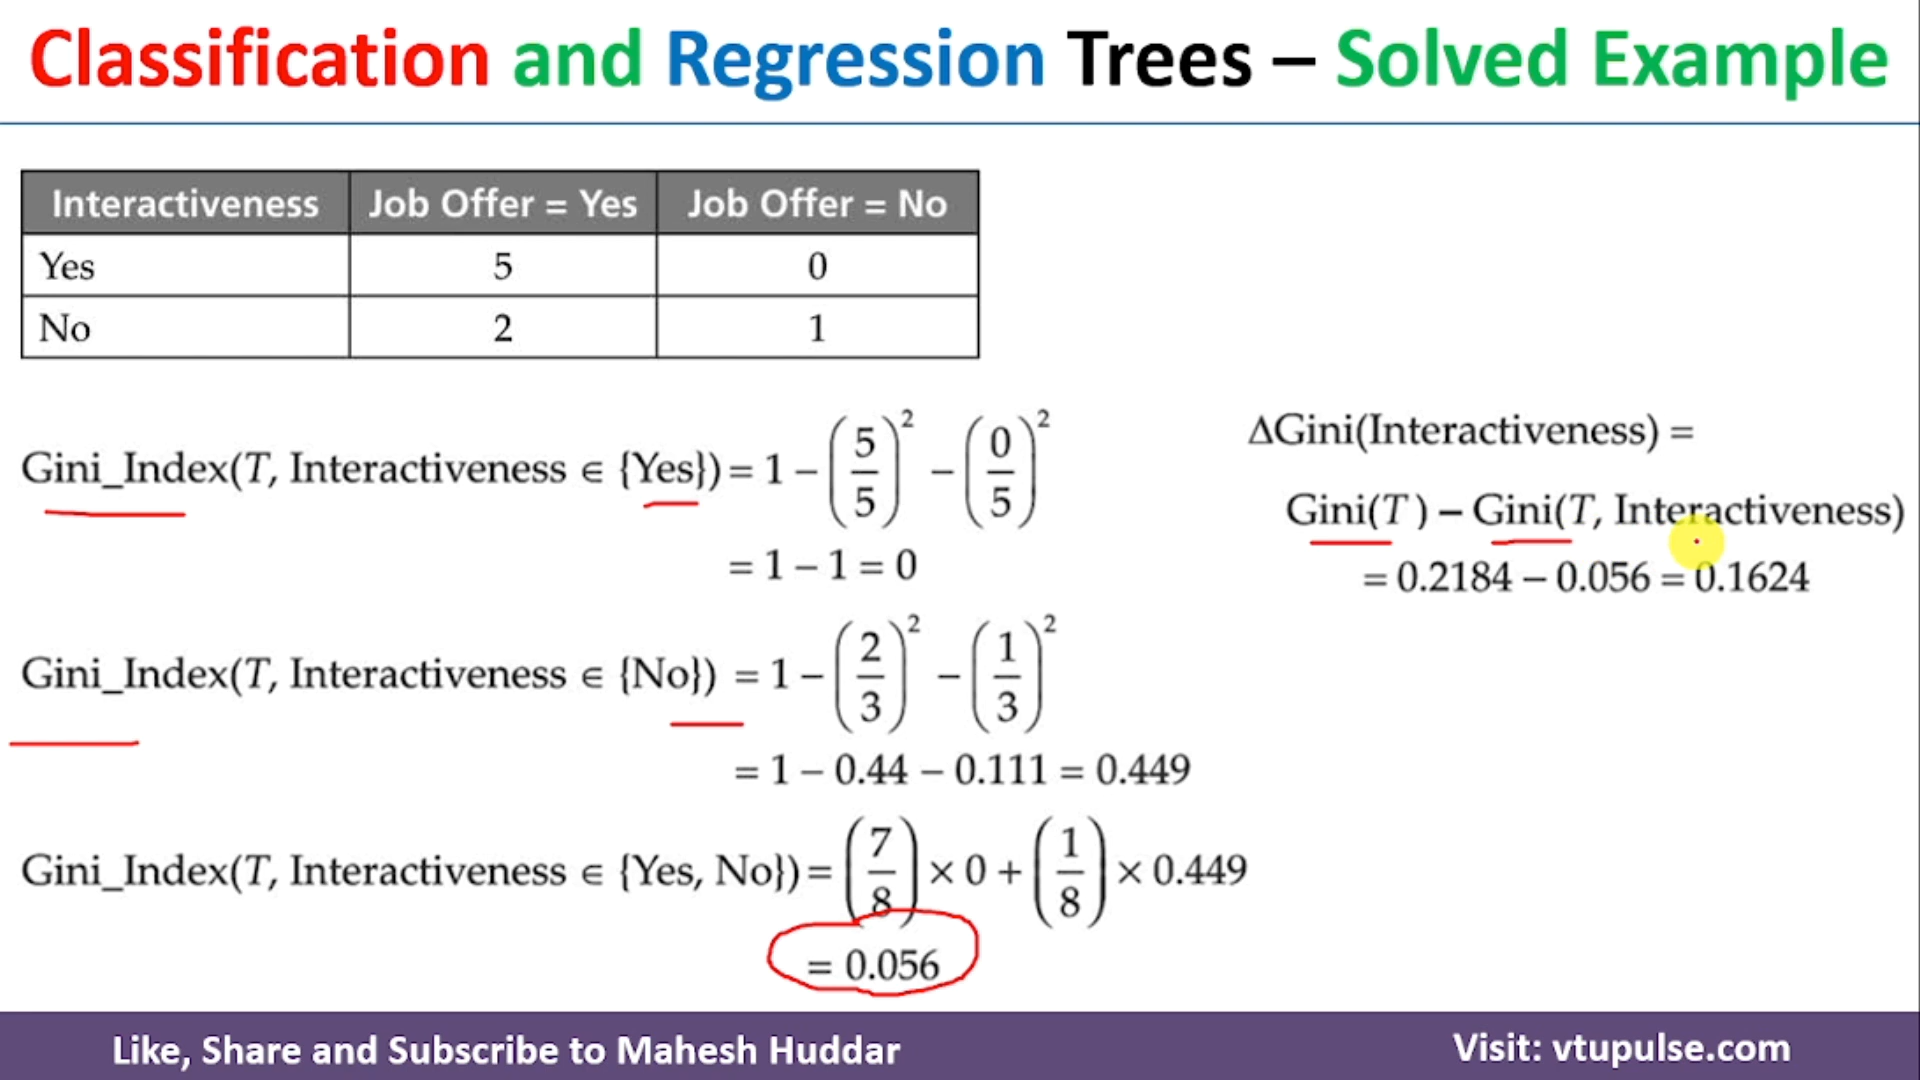 Classification and Regression Trees – Solved Example
Interactiveness Job Offer = Yes Job Offer = No
Yes 5 0
No 2 1
Gini_Index(T, Interactiveness ∈ {Yes}) = 1 − (5/5)² − (0/5)²
= 1 − 1 = 0
Gini_Index(T, Interactiveness ∈ {No}) = 1 − (2/3)² − (1/3)²
= 1 − 0.44 − 0.111 = 0.449
Gini_Index(T, Interactiveness ∈ {Yes, No}) = (7/8) × 0 + (1/8) × 0.449
= 0.056
ΔGini(Interactiveness) =
Gini(T) − Gini(T, Interactiveness)
= 0.2184 − 0.056 = 0.1624
Like, Share and Subscribe to Mahesh Huddar
Visit: vtupulse.com